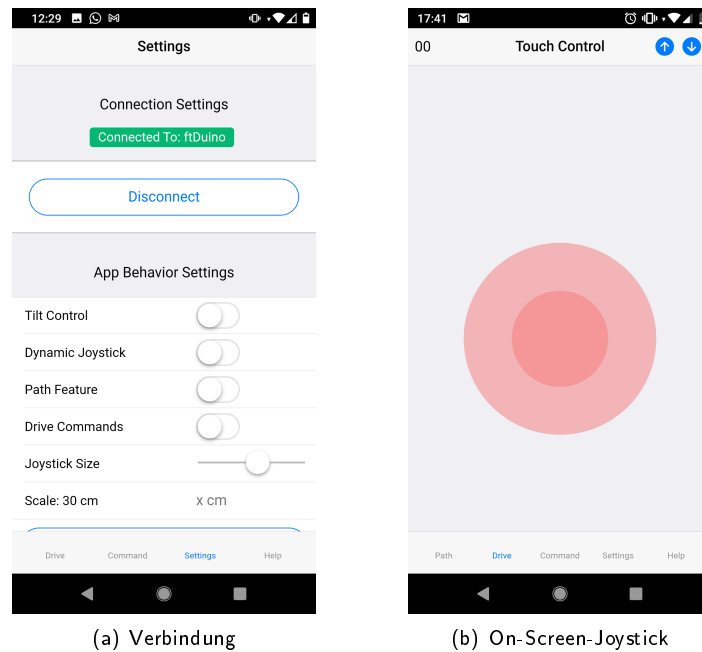 12:29
Settings
Connection Settings
Connected To: ftDuino
Disconnect
App Behavior Settings
Tilt Control
Dynamic Joystick
Path Feature
Drive Commands
Joystick Size
Scale: 30 cm x cm
Drive Command Settings Help
(a) Verbindung
17:41
00 Touch Control
Path Drive Command Settings Help
(b) On-Screen-Joystick